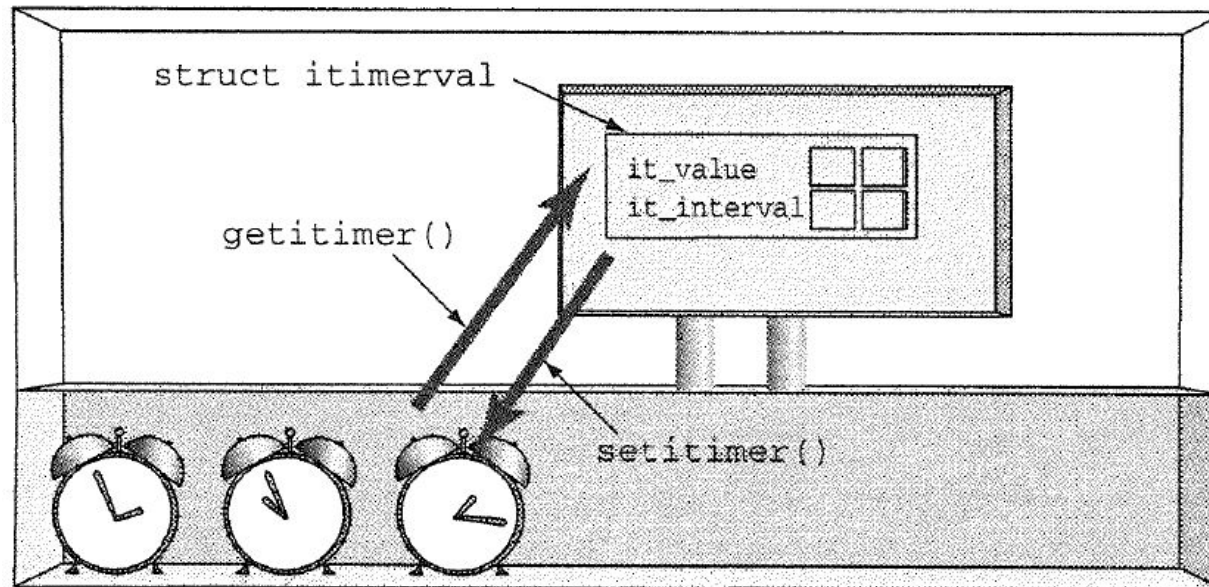 struct itimerval
it_value
it_interval
getitimer()
setitimer()